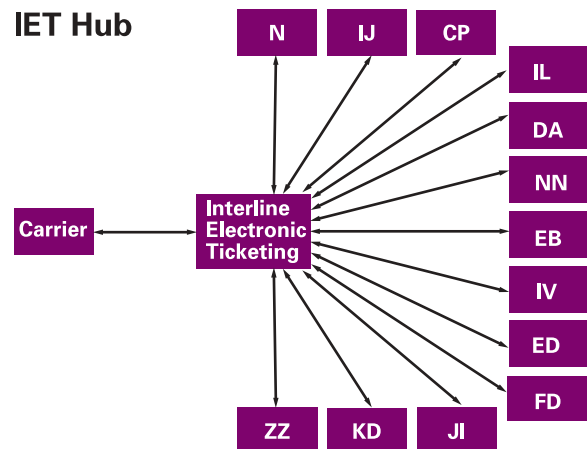 IET Hub
N
IJ
CP
IL
DA
NN
EB
IV
ED
FD
Carrier
Interline
Electronic
Ticketing
ZZ
KD
JI